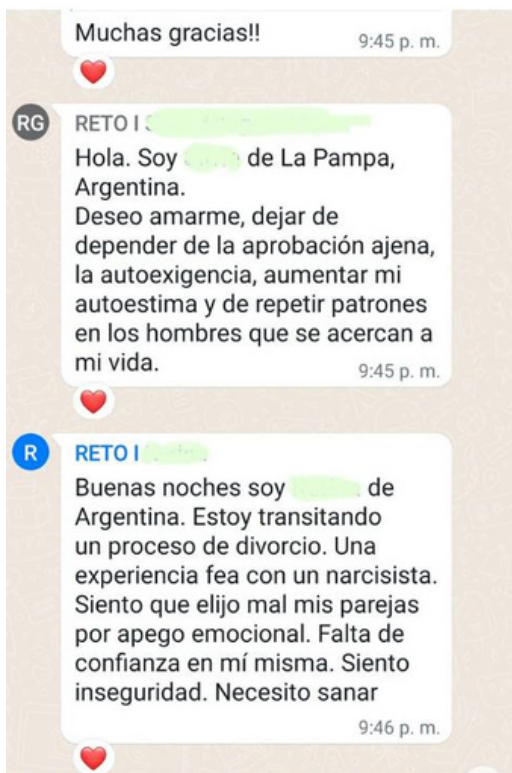 Muchas gracias!!
9:45 p. m.
RG
RETO I
Hola. Soy de La Pampa,
Argentina.
Deseo amarme, dejar de
depender de la aprobación ajena,
la autoexigencia, aumentar mi
autoestima y de repetir patrones
en los hombres que se acercan a
mi vida.
9:45 p. m.
R
RETO I
Buenas noches soy de
Argentina. Estoy transitando
un proceso de divorcio. Una
experiencia fea con un narcisista.
Siento que elijo mal mis parejas
por apego emocional. Falta de
confianza en mí misma. Siento
inseguridad. Necesito sanar
9:46 p. m.